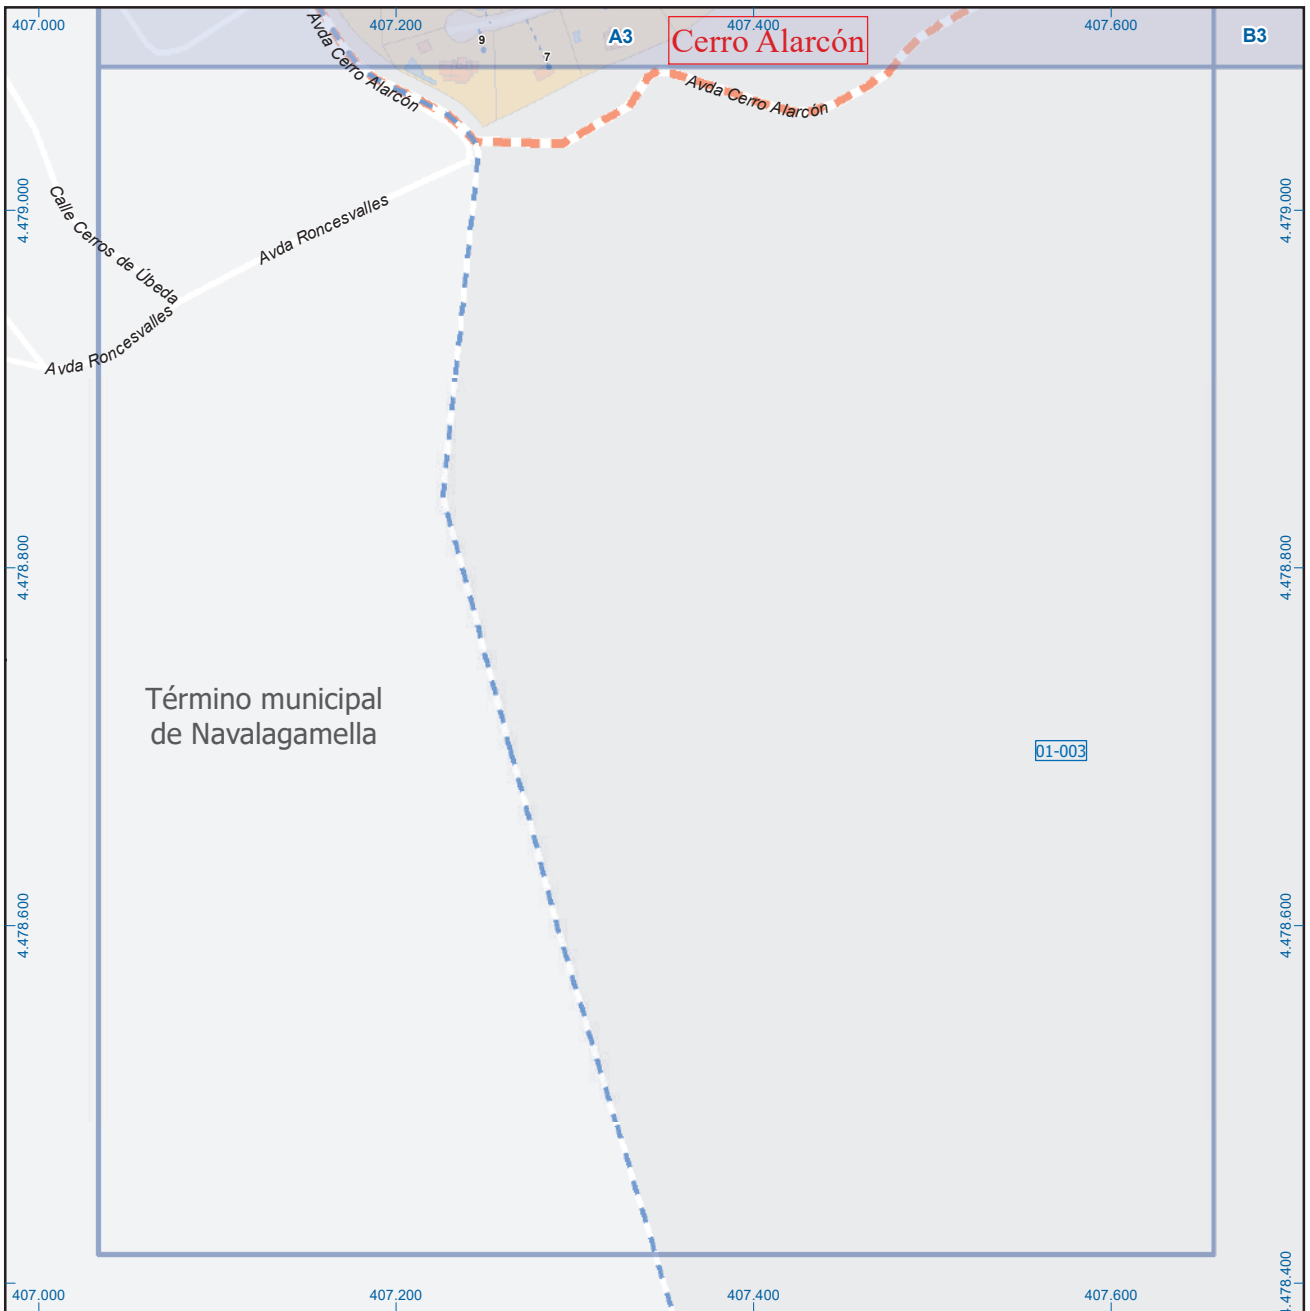 407.000
407.200
407.400
407.600
A3
B3
Cerro Alarcón
9
7
Avda Cerro Alarcón
Avda Cerro Alarcón
4.479.000
4.479.000
Calle Cerros de Úbeda
Avda Roncesvalles
Avda Roncesvalles
4.478.800
4.478.800
Término municipal
de Navalagamella
01-003
4.478.600
4.478.600
4.478.400
407.000
407.200
407.400
407.600